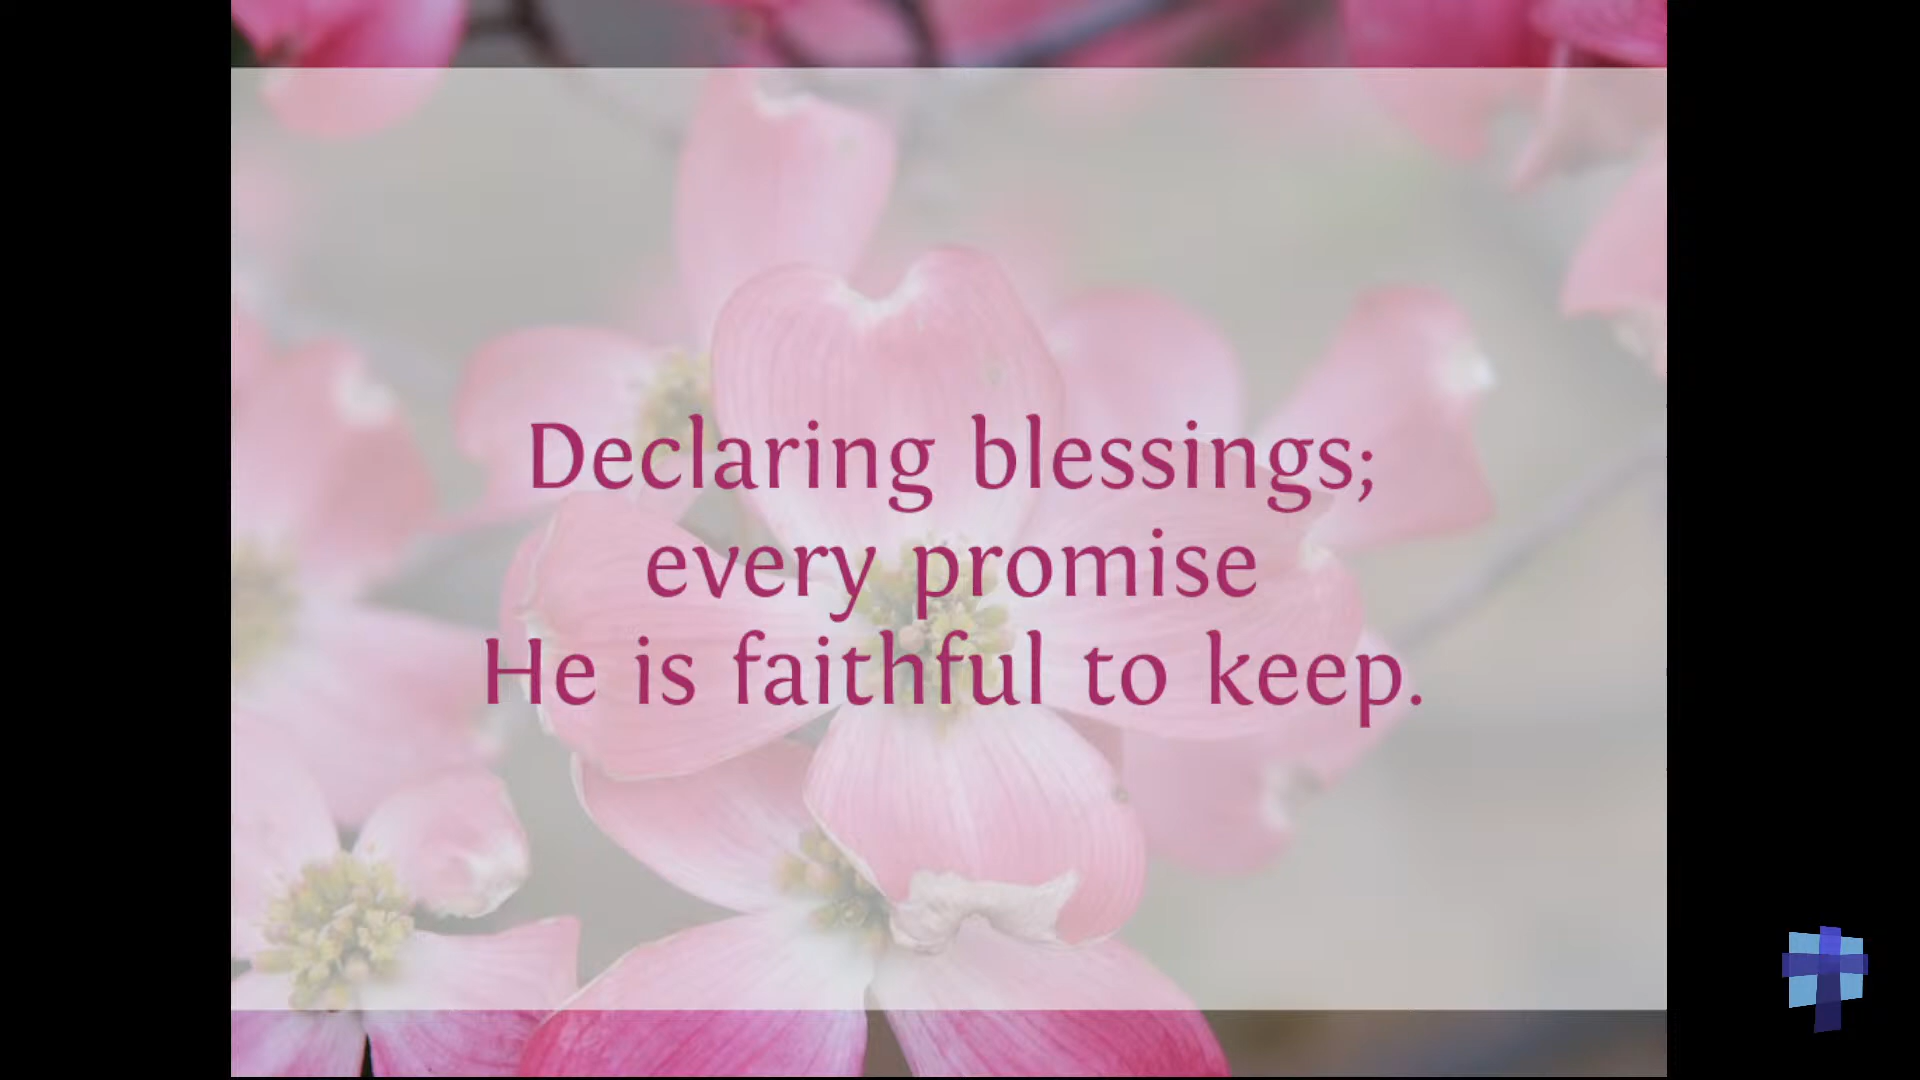 Declaring blessings;
every promise
He is faithful to keep.